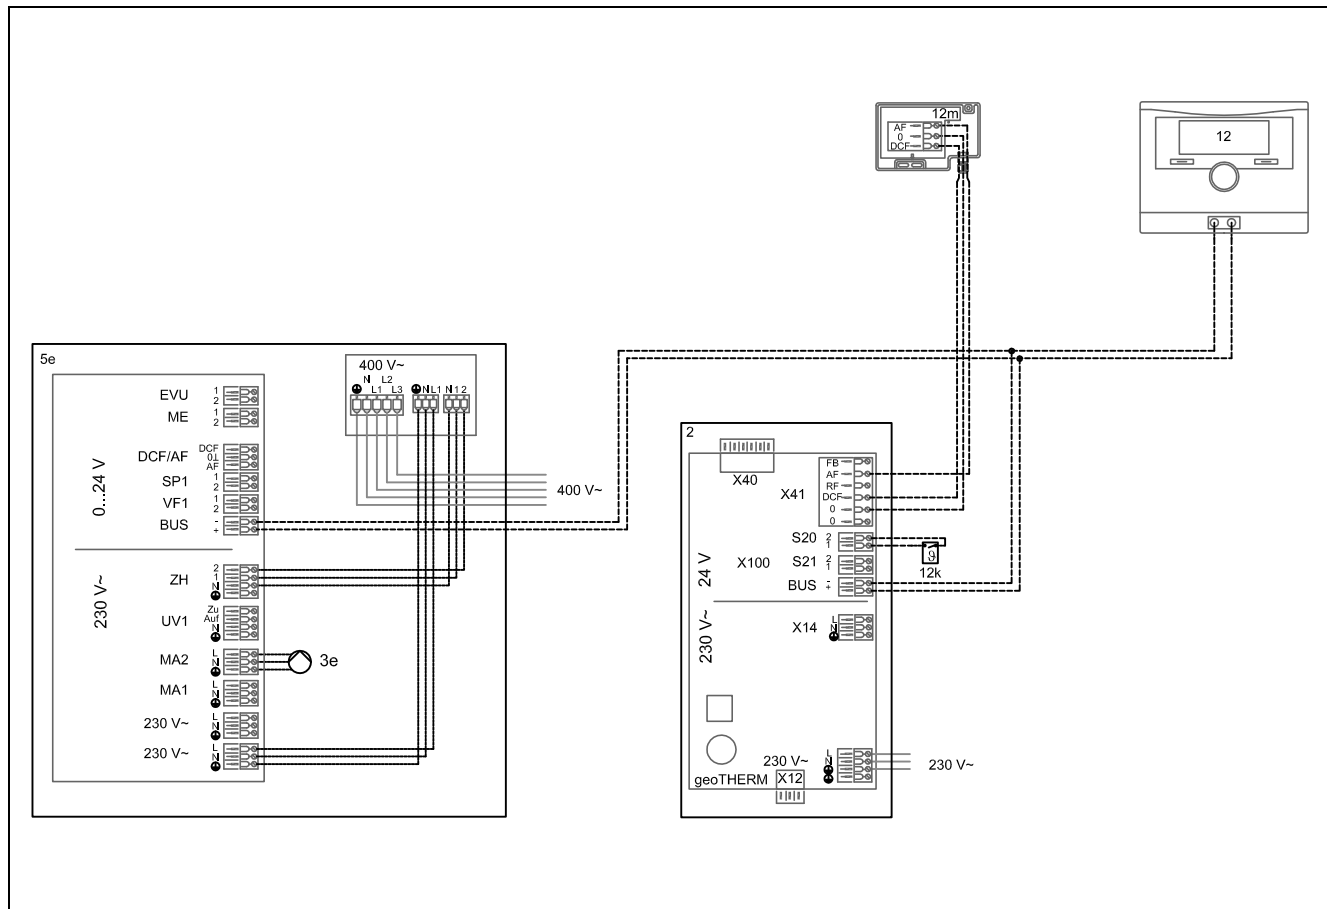 12m
AF
0
DCF
12
5e
400 V~
N L2
L1 L3
N L1
N 1 2
EVU
1
2
ME
1
2
DCF/AF
DCF
0⊥
AF
SP1
1
2
VF1
1
2
BUS
-
+
0...24 V
400 V~
230 V~
ZH
2
1
N
UV1
Zu
Auf
N
MA2
L
N
3e
MA1
L
N
230 V~
L
N
230 V~
L
N
2
X40
X41
FB
AF
RF
DCF
0
0
24 V
X100
S20
2
1
12k
ϑ
S21
2
1
BUS
-
+
230 V~
X14
L
N
230 V~
L
N
230 V~
geoTHERM
X12